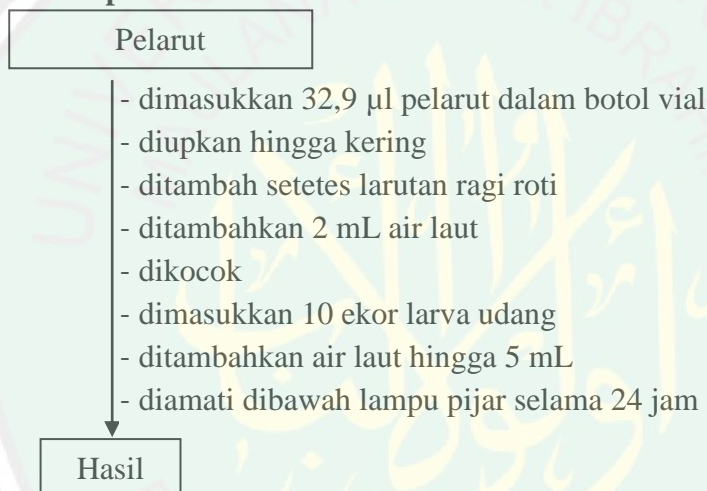 Pelarut
- dimasukkan 32,9 µl pelarut dalam botol vial
- diupkan hingga kering
- ditambah setetes larutan ragi roti
- ditambahkan 2 mL air laut
- dikocok
- dimasukkan 10 ekor larva udang
- ditambahkan air laut hingga 5 mL
- diamati dibawah lampu pijar selama 24 jam
Hasil